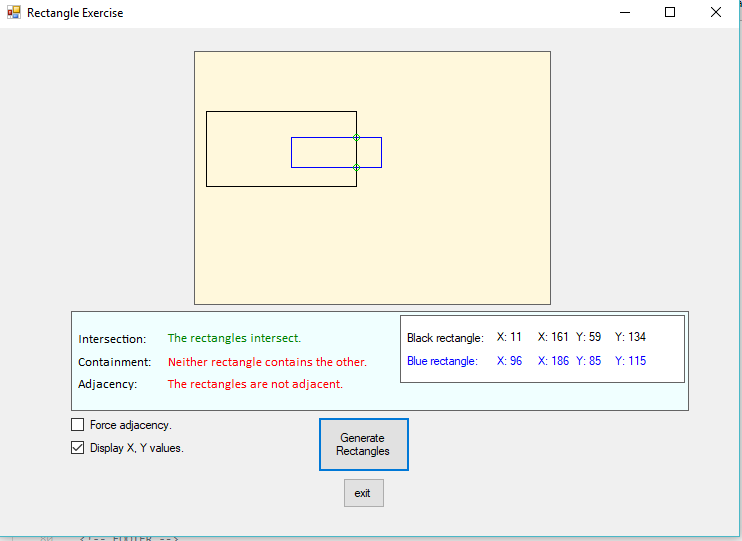 Rectangle Exercise
Intersection: The rectangles intersect.
Containment: Neither rectangle contains the other.
Adjacency: The rectangles are not adjacent.
Black rectangle: X: 11 X: 161 Y: 59 Y: 134
Blue rectangle: X: 96 X: 186 Y: 85 Y: 115
Force adjacency.
Display X, Y values.
Generate
Rectangles
exit